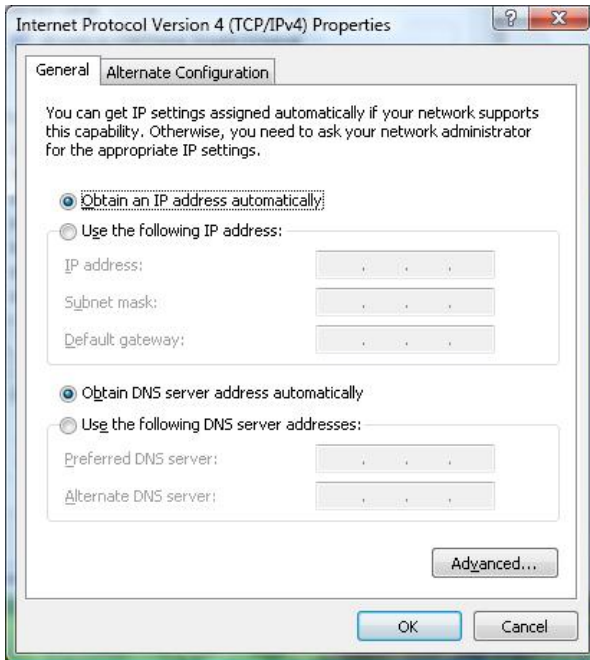 Internet Protocol Version 4 (TCP/IPv4) Properties
General
Alternate Configuration
You can get IP settings assigned automatically if your network supports
this capability. Otherwise, you need to ask your network administrator
for the appropriate IP settings.
Obtain an IP address automatically
Use the following IP address:
IP address:
Subnet mask:
Default gateway:
Obtain DNS server address automatically
Use the following DNS server addresses:
Preferred DNS server:
Alternate DNS server:
Advanced...
OK
Cancel